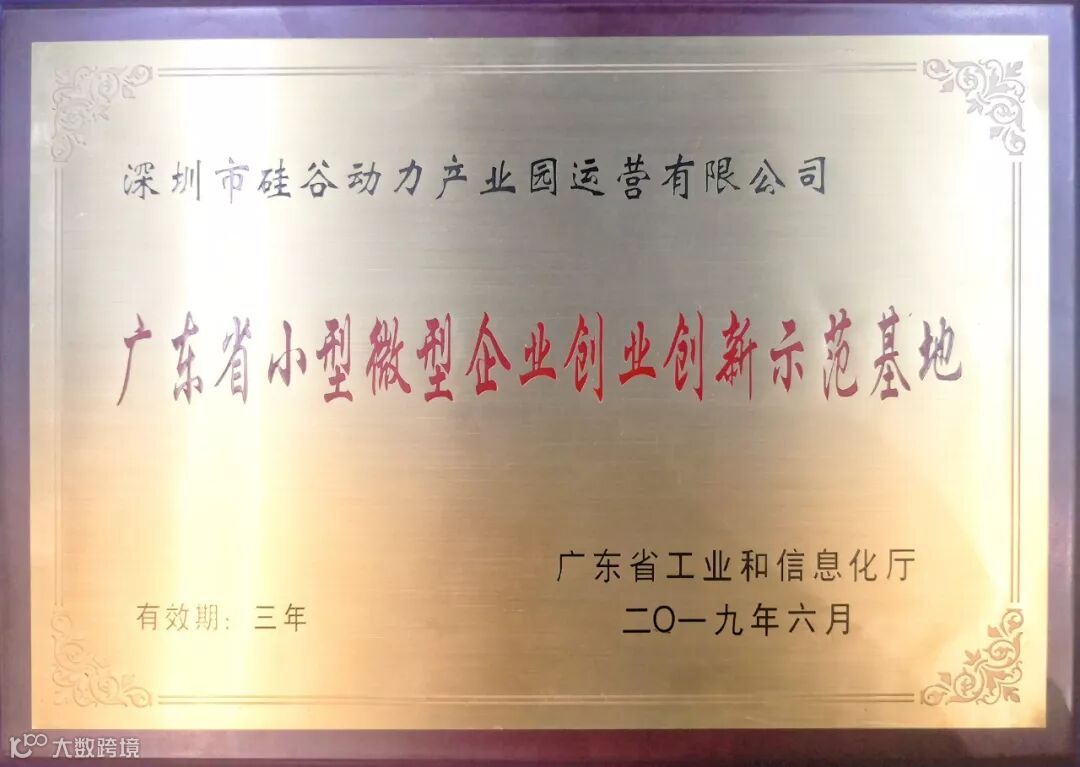 深圳市硅谷动力产业园运营有限公司
广东省小型微型企业创业创新示范基地
广东省工业和信息化厅
有效期：三年
二〇一九年六月
大数跨境